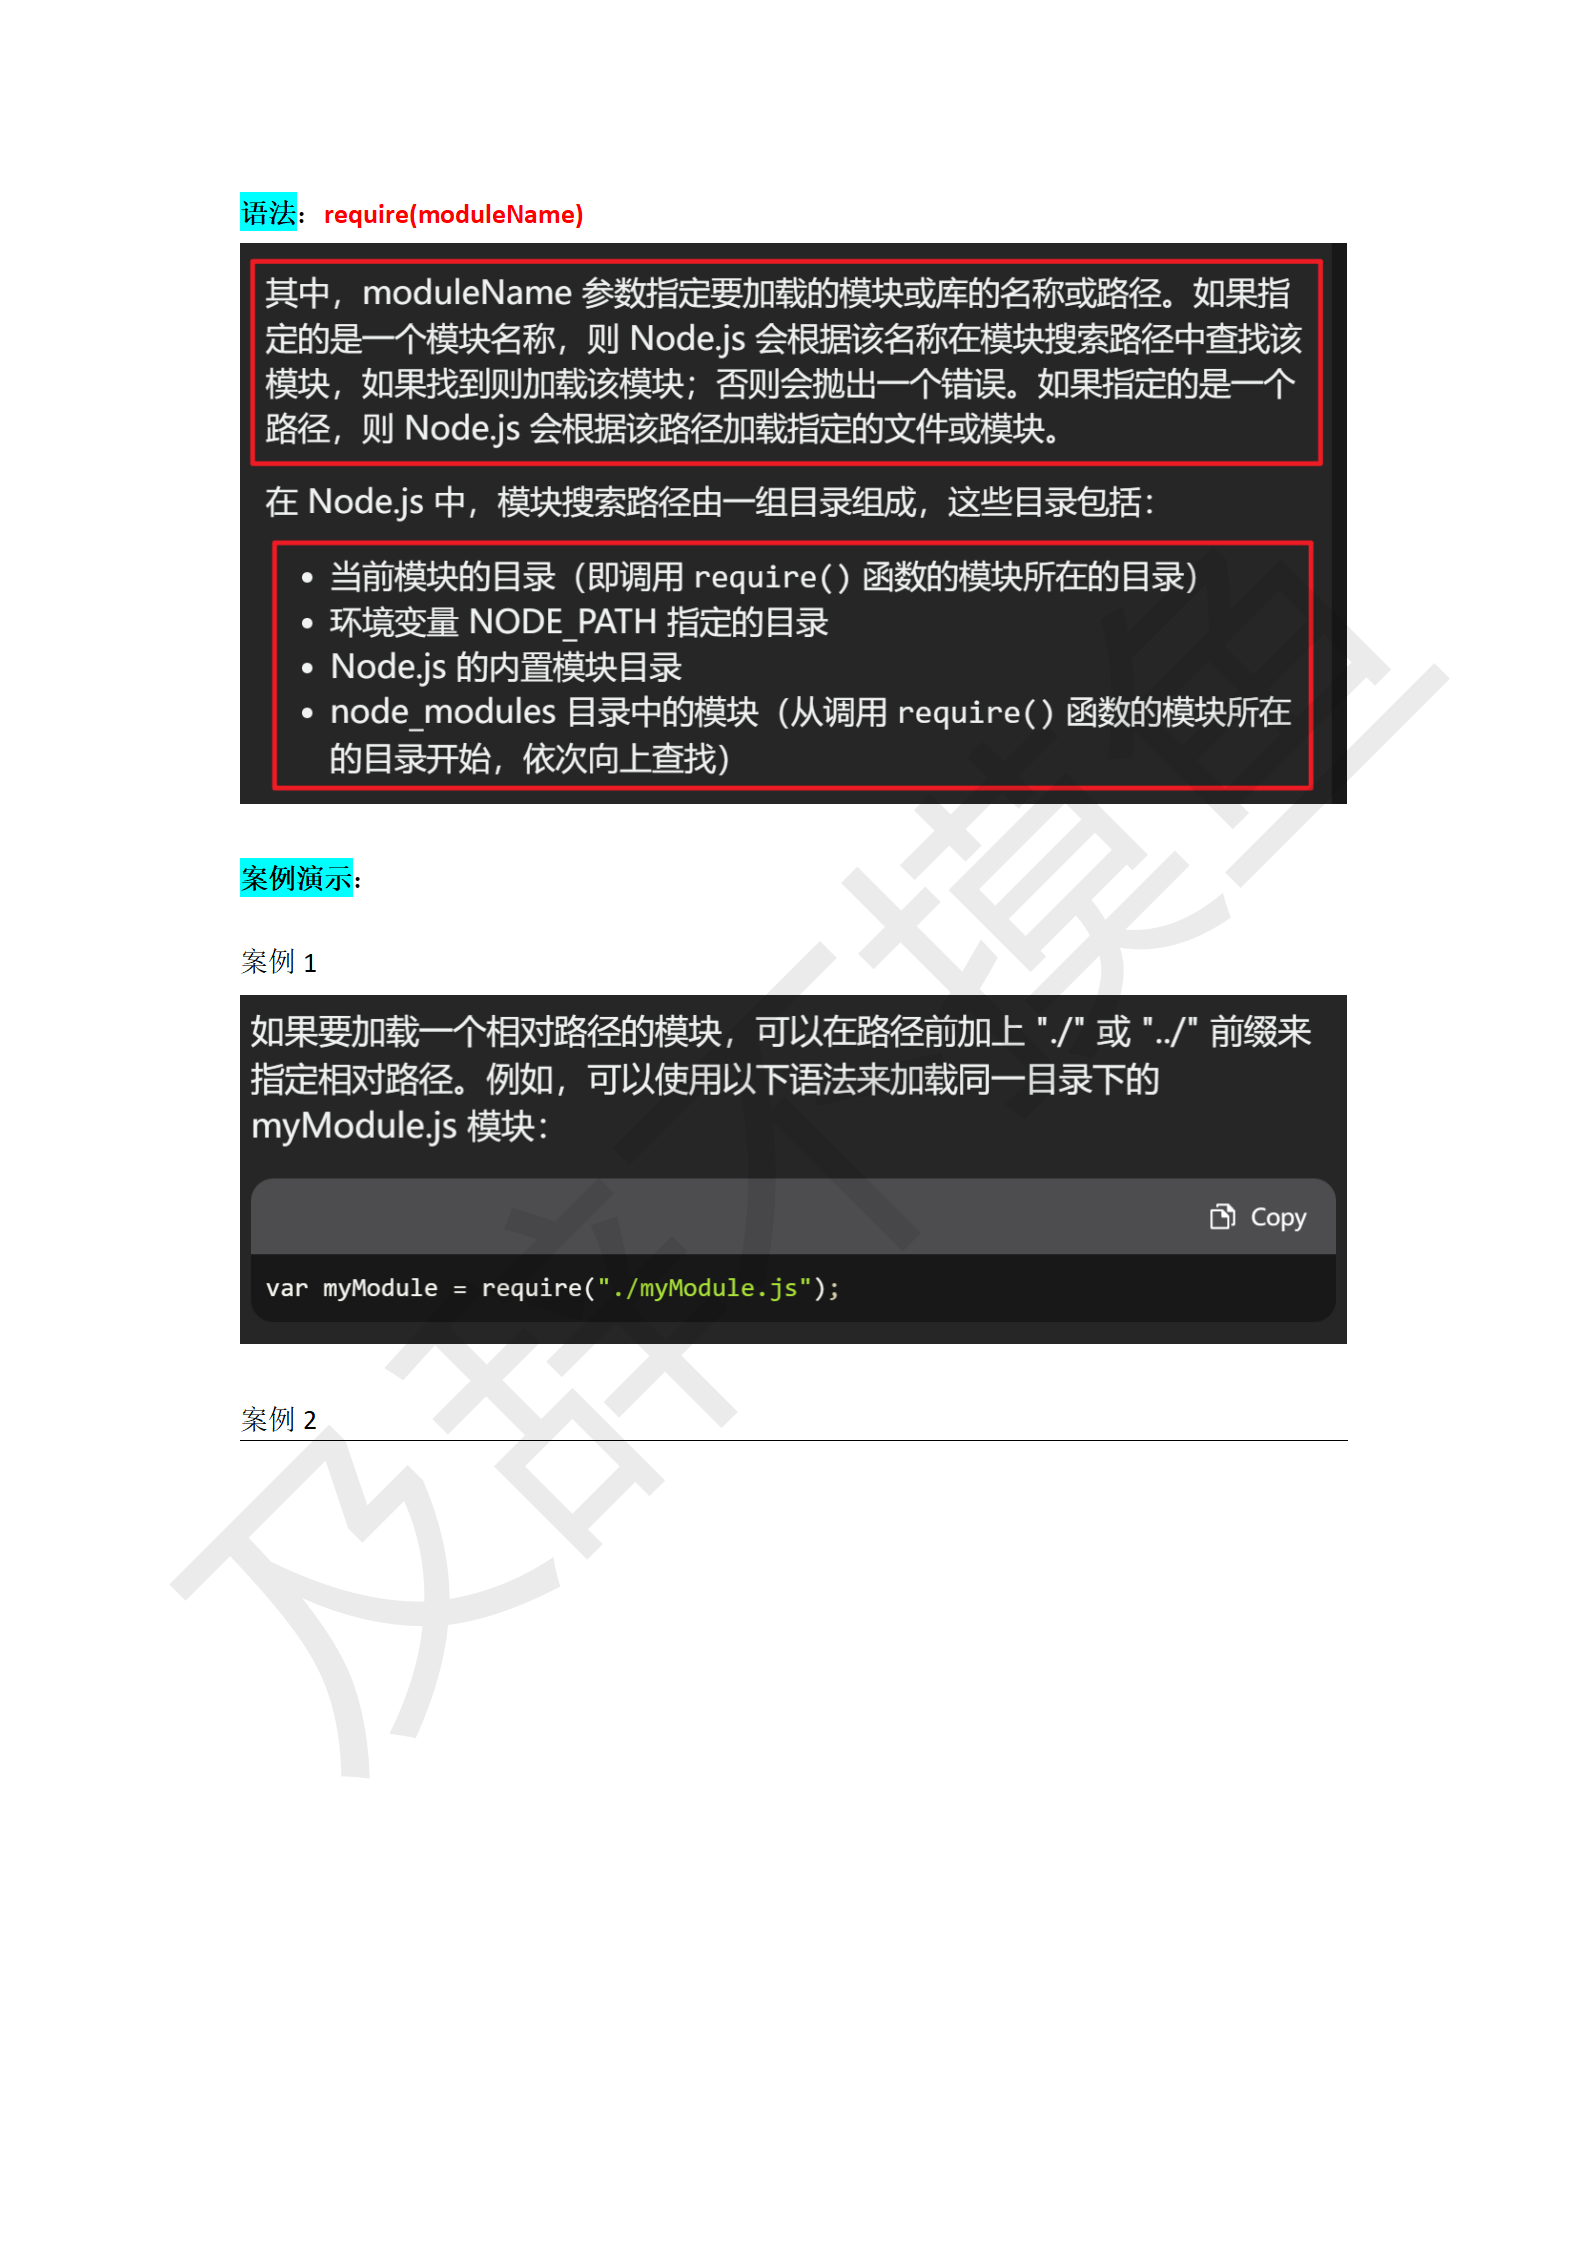 语法：require(moduleName)
其中，moduleName 参数指定要加载的模块或库的名称或路径。如果指
定的是一个模块名称，则 Node.js 会根据该名称在模块搜索路径中查找该
模块，如果找到则加载该模块；否则会抛出一个错误。如果指定的是一个
路径，则 Node.js 会根据该路径加载指定的文件或模块。
在 Node.js 中，模块搜索路径由一组目录组成，这些目录包括：
• 当前模块的目录（即调用 require() 函数的模块所在的目录）
• 环境变量 NODE_PATH 指定的目录
• Node.js 的内置模块目录
• node_modules 目录中的模块（从调用 require() 函数的模块所在
的目录开始，依次向上查找）
案例演示：
案例 1
如果要加载一个相对路径的模块，可以在路径前加上 "./" 或 "../" 前缀来
指定相对路径。例如，可以使用以下语法来加载同一目录下的
myModule.js 模块：
Copy
var myModule = require("./myModule.js");
案例 2
及辞不摸鱼